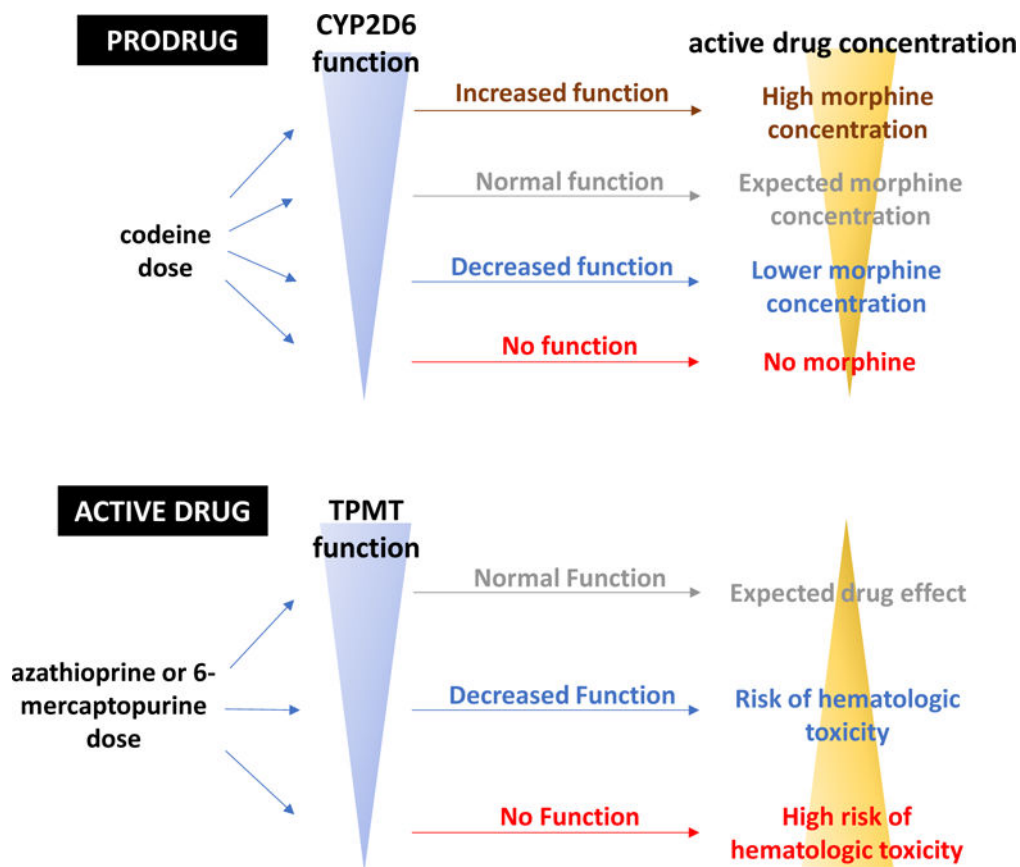 PRODRUG
CYP2D6
function
active drug concentration
codeine
dose
Increased function
High morphine
concentration
Normal function
Expected morphine
concentration
Decreased function
Lower morphine
concentration
No function
No morphine
ACTIVE DRUG
TPMT
function
azathioprine or 6-
mercaptopurine
dose
Normal Function
Expected drug effect
Decreased Function
Risk of hematologic
toxicity
No Function
High risk of
hematologic toxicity